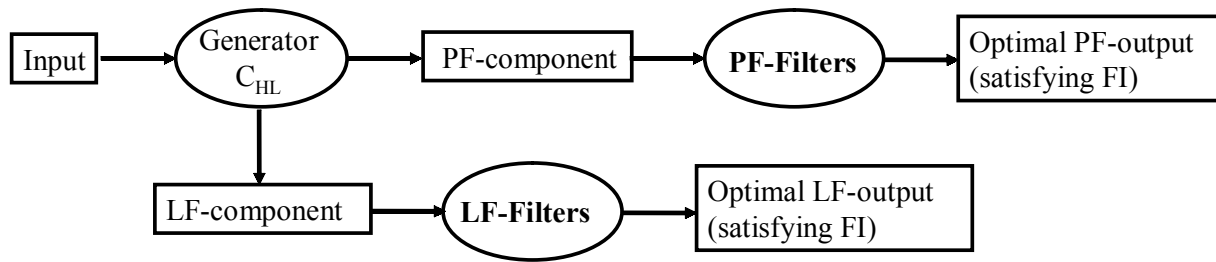 Input
Generator
C_HL
PF-component
PF-Filters
Optimal PF-output
(satisfying FI)
LF-component
LF-Filters
Optimal LF-output
(satisfying FI)